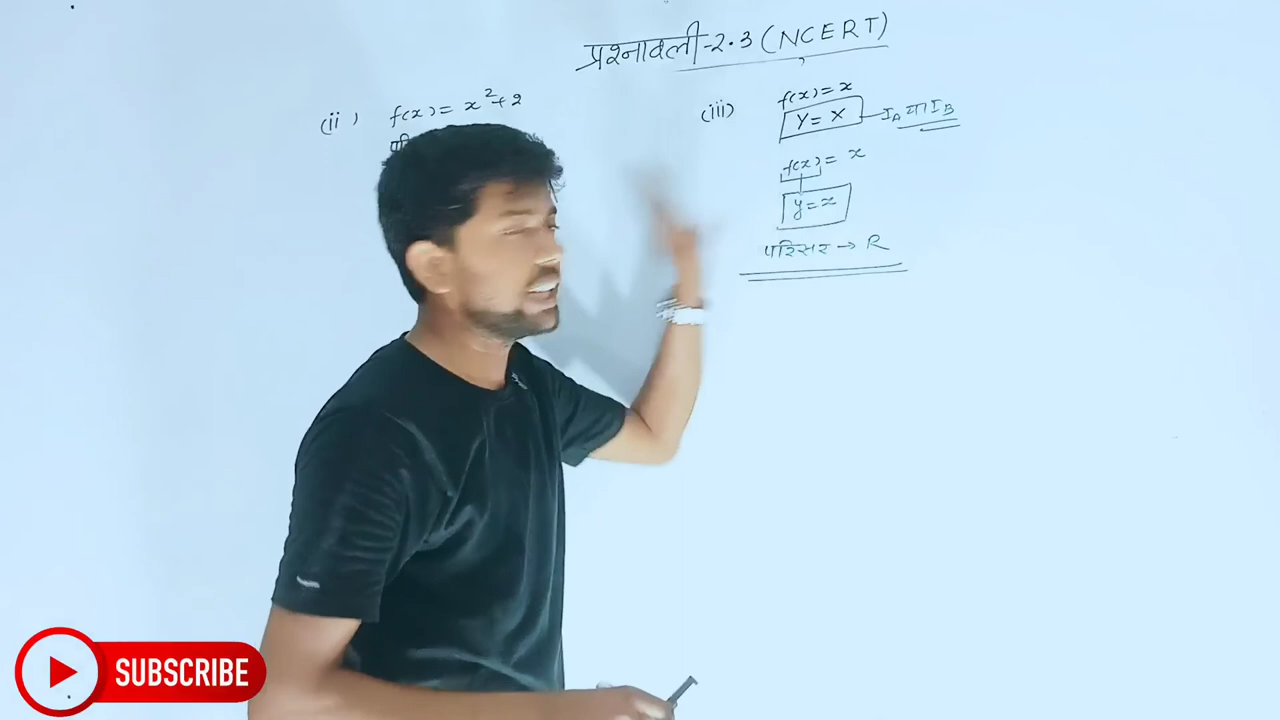 प्रश्नावली-2.3 (NCERT)
(ii) f(x) = x²+2
(iii) f(x) = x
Y = X — I_A या I_B
f(x) = x
y = x
परिसर → R
SUBSCRIBE